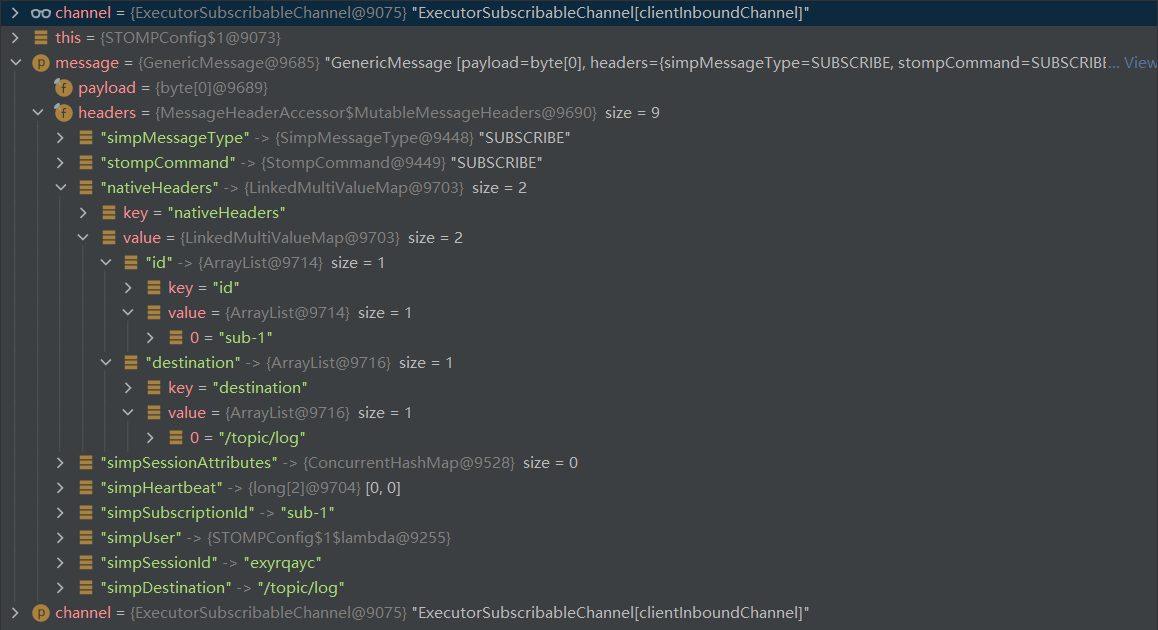 channel = {ExecutorSubscribableChannel@9075} "ExecutorSubscribableChannel[clientInboundChannel]"
this = {STOMPConfig$1@9073}
message = {GenericMessage@9685} "GenericMessage [payload=byte[0], headers={simpMessageType=SUBSCRIBE, stompCommand=SUBSCRIBE... View
payload = {byte[0]@9689}
headers = {MessageHeaderAccessor$MutableMessageHeaders@9690} size = 9
"simpMessageType" -> {SimpMessageType@9448} "SUBSCRIBE"
"stompCommand" -> {StompCommand@9449} "SUBSCRIBE"
"nativeHeaders" -> {LinkedMultiValueMap@9703} size = 2
key = "nativeHeaders"
value = {LinkedMultiValueMap@9703} size = 2
"id" -> {ArrayList@9714} size = 1
key = "id"
value = {ArrayList@9714} size = 1
0 = "sub-1"
"destination" -> {ArrayList@9716} size = 1
key = "destination"
value = {ArrayList@9716} size = 1
0 = "/topic/log"
"simpSessionAttributes" -> {ConcurrentHashMap@9528} size = 0
"simpHeartbeat" -> {long[2]@9704} [0, 0]
"simpSubscriptionId" -> "sub-1"
"simpUser" -> {STOMPConfig$1$lambda@9255}
"simpSessionId" -> "exyrqayc"
"simpDestination" -> "/topic/log"
channel = {ExecutorSubscribableChannel@9075} "ExecutorSubscribableChannel[clientInboundChannel]"